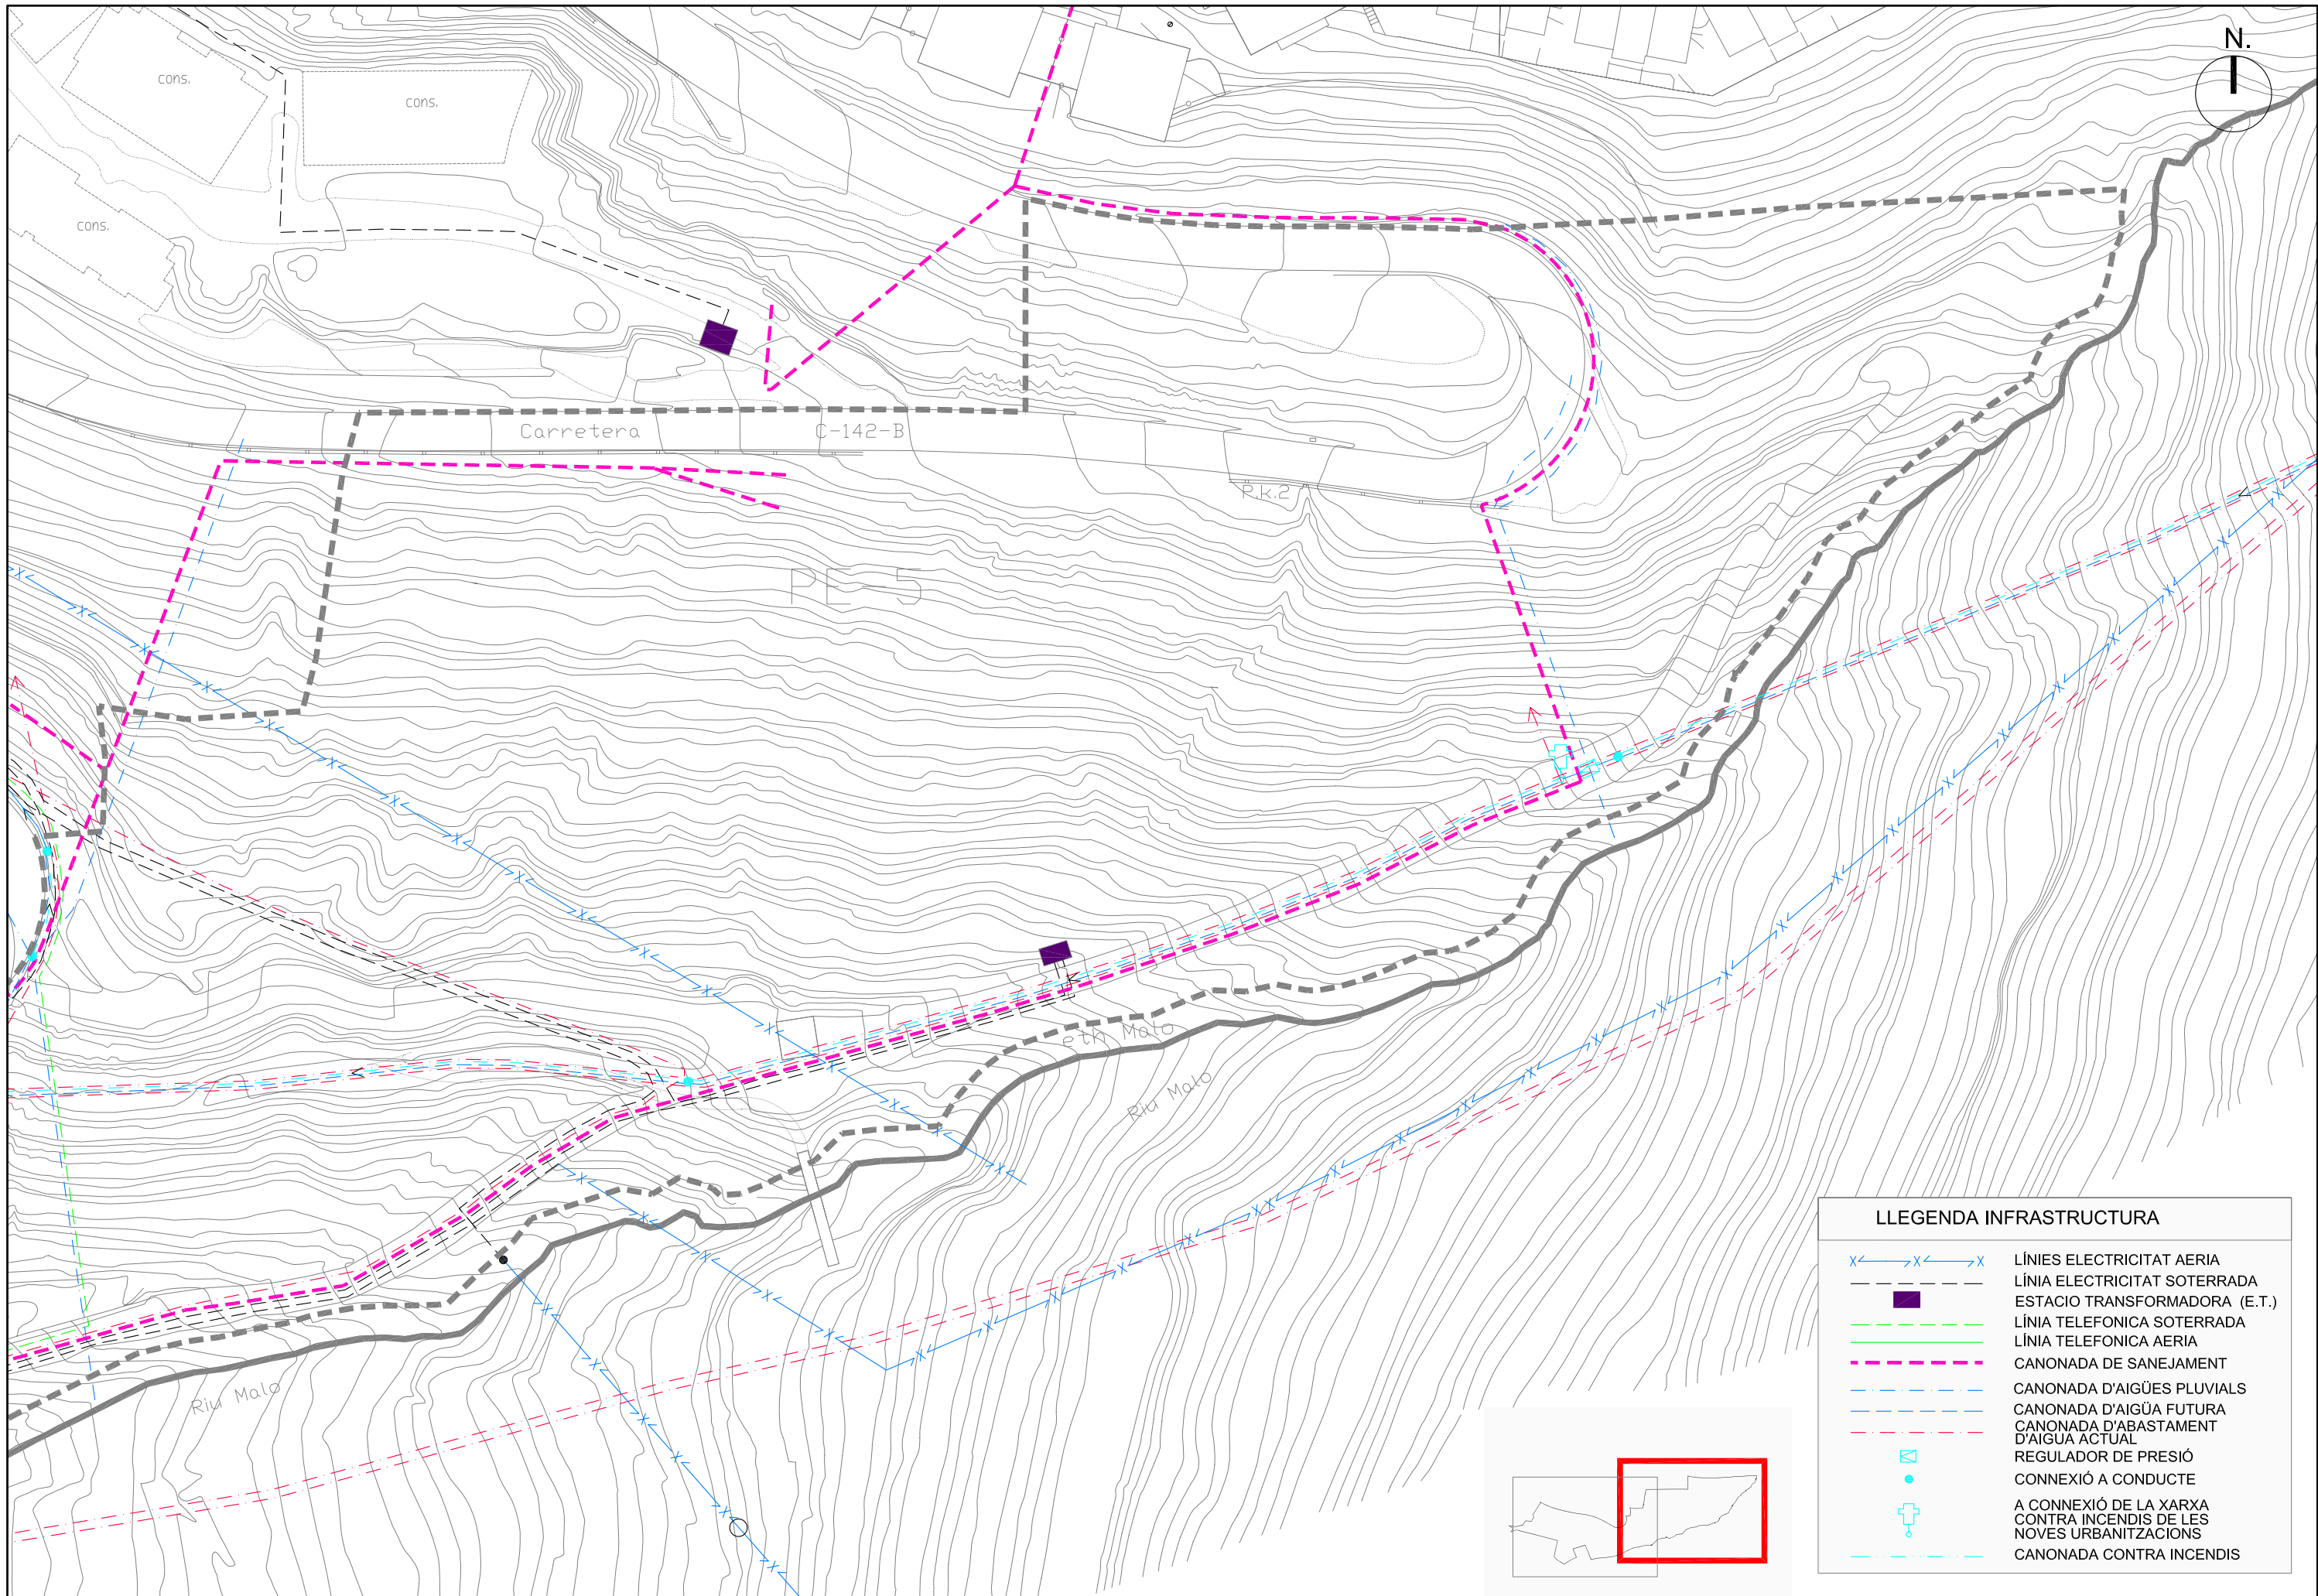 N.
cons.
cons.
cons.
Carretera C-142-B
P.k.2
PE-5
eth Malo
Riu Malo
Riu Malo
LLEGENDA INFRASTRUCTURA
LÍNIES ELECTRICITAT AERIA
LÍNIA ELECTRICITAT SOTERRADA
ESTACIO TRANSFORMADORA (E.T.)
LÍNIA TELEFONICA SOTERRADA
LÍNIA TELEFONICA AERIA
CANONADA DE SANEJAMENT
CANONADA D'AIGÜES PLUVIALS
CANONADA D'AIGÜA FUTURA
CANONADA D'ABASTAMENT
D'AIGUA ACTUAL
REGULADOR DE PRESIÓ
CONNEXIÓ A CONDUCTE
A CONNEXIÓ DE LA XARXA
CONTRA INCENDIS DE LES
NOVES URBANITZACIONS
CANONADA CONTRA INCENDIS